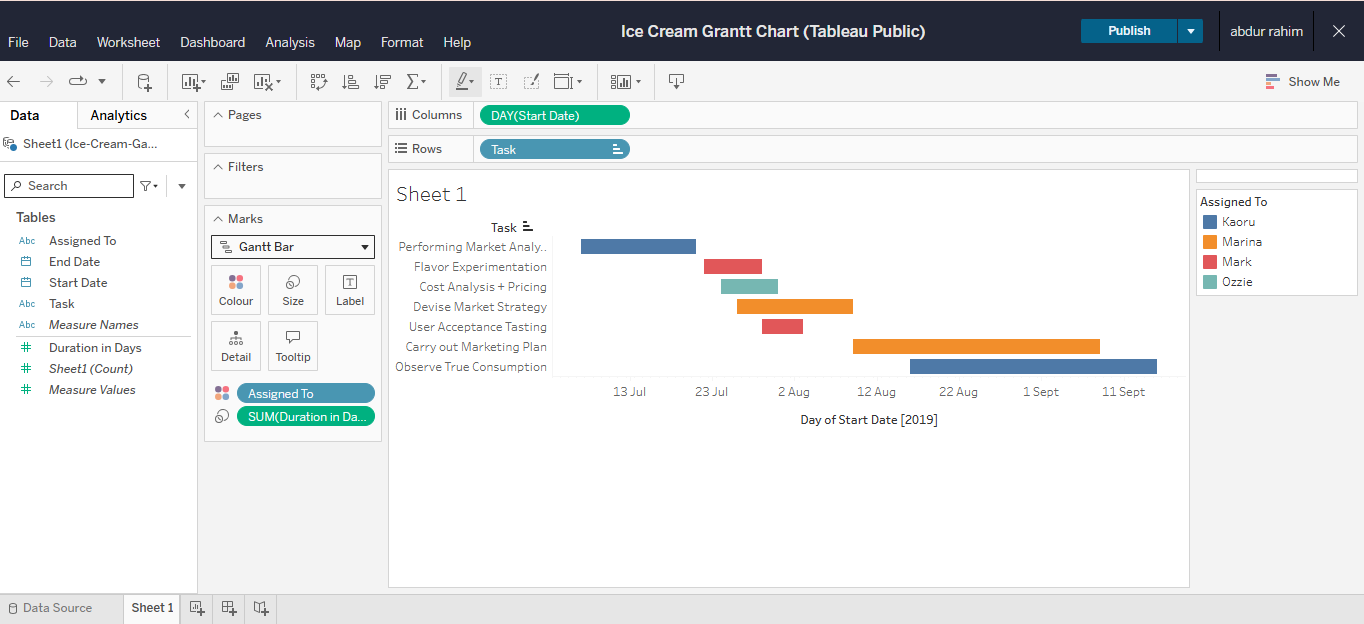 Ice Cream Grantt Chart (Tableau Public)
Publish
abdur rahim
File Data Worksheet Dashboard Analysis Map Format Help
Show Me
Data Analytics
Sheet1 (Ice-Cream-Ga...
Search
Tables
Abc Assigned To
End Date
Start Date
Abc Task
Abc Measure Names
Duration in Days
Sheet1 (Count)
Measure Values
Pages
Filters
Marks
Gantt Bar
Colour Size Label
Detail Tooltip
Assigned To
SUM(Duration in Da...
Columns DAY(Start Date)
Rows Task
Sheet 1
Task
Performing Market Analy..
Flavor Experimentation
Cost Analysis + Pricing
Devise Market Strategy
User Acceptance Tasting
Carry out Marketing Plan
Observe True Consumption
13 Jul 23 Jul 2 Aug 12 Aug 22 Aug 1 Sept 11 Sept
Day of Start Date [2019]
Assigned To
Kaoru
Marina
Mark
Ozzie
Data Source Sheet 1